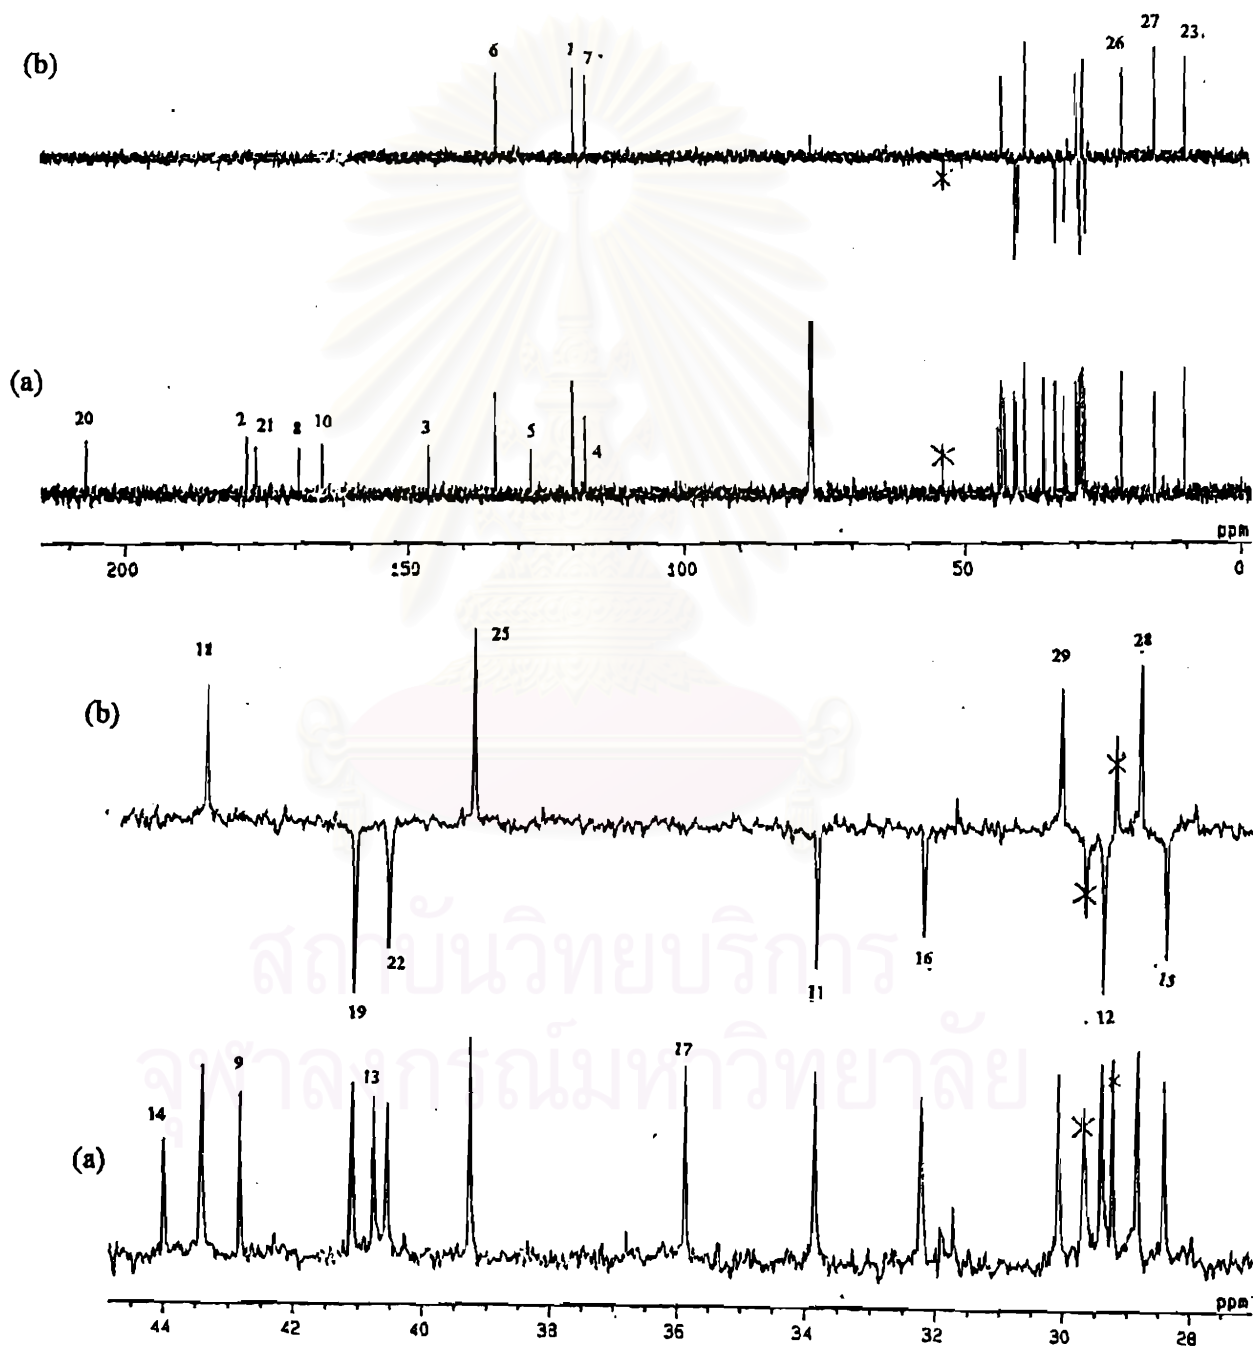 (b)
6 1 7 26 27 23
(a)
20 2 21 8 10 3 5 4
ppm
200 150 100 50 0
(b)
18 25 29 28
19 22 11 16 12 15
สถาบันวิทยบริการ
จุฬาลงกรณ์มหาวิทยาลัย
(a)
14 9 13 17
ppm
44 42 40 38 36 34 32 30 28